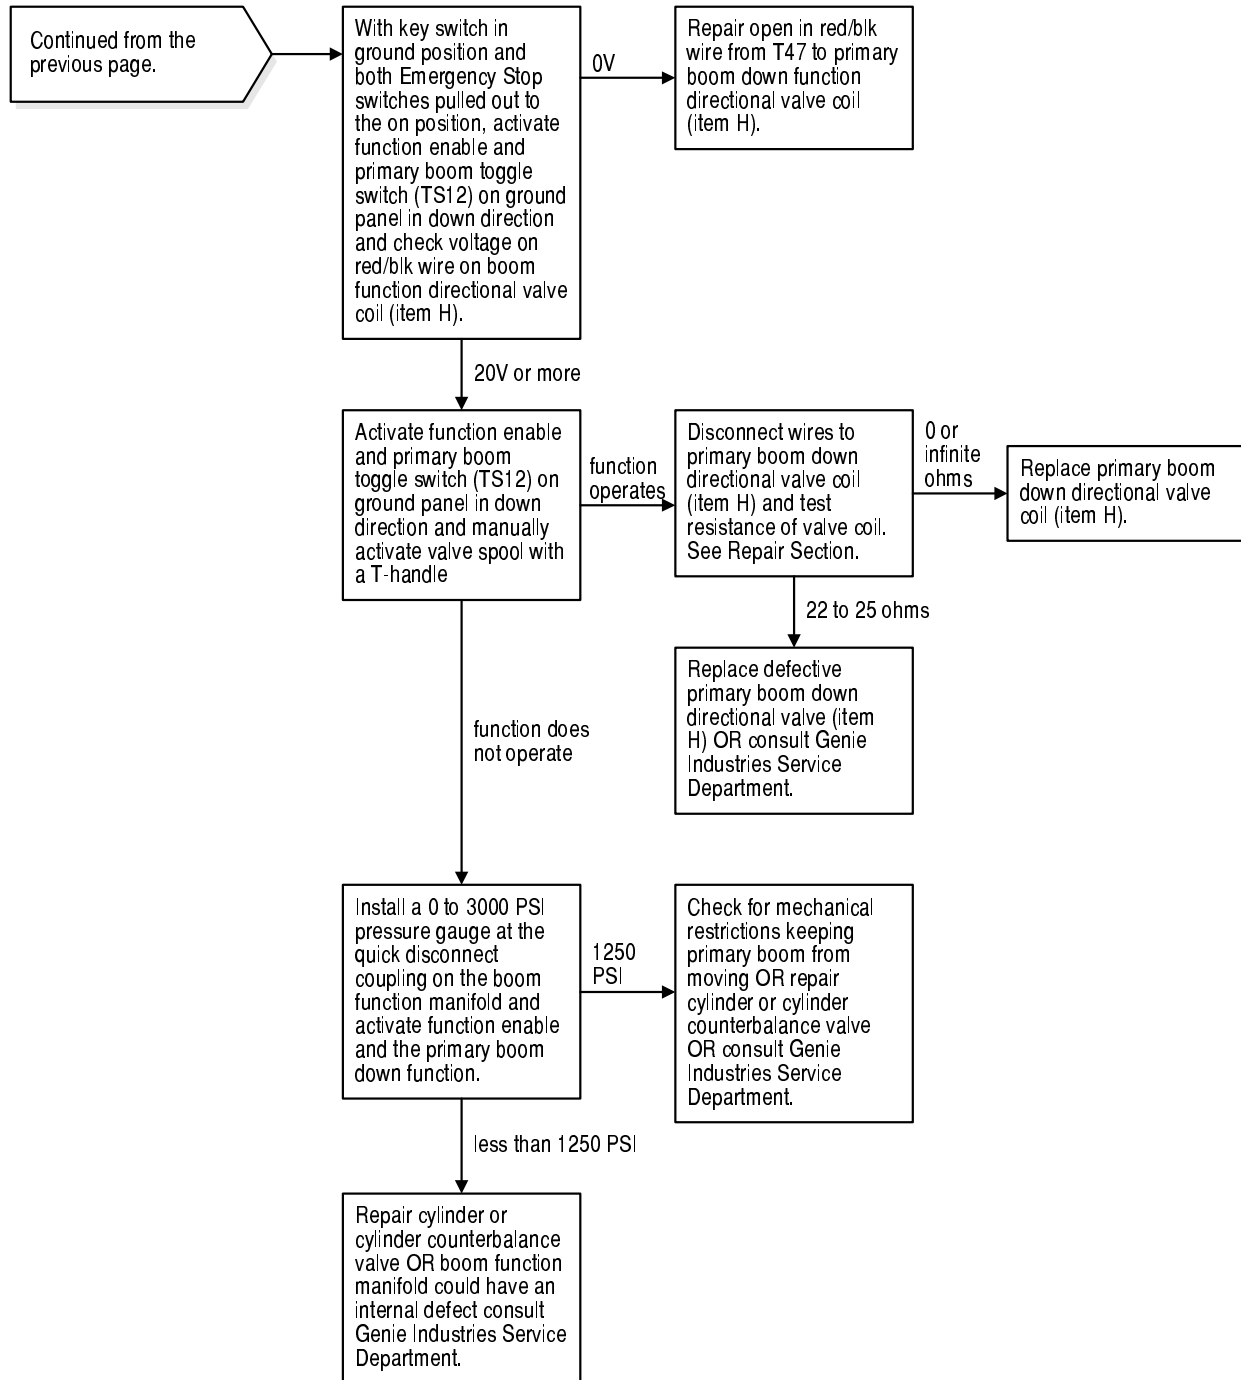 Continued from the
previous page.
With key switch in
ground position and
both Emergency Stop
switches pulled out to
the on position, activate
function enable and
primary boom toggle
switch (TS12) on ground
panel in down direction
and check voltage on
red/blk wire on boom
function directional valve
coil (item H).
0V
Repair open in red/blk
wire from T47 to primary
boom down function
directional valve coil
(item H).
20V or more
Activate function enable
and primary boom
toggle switch (TS12) on
ground panel in down
direction and manually
activate valve spool with
a T-handle
function
operates
Disconnect wires to
primary boom down
directional valve coil
(item H) and test
resistance of valve coil.
See Repair Section.
0 or
infinite
ohms
Replace primary boom
down directional valve
coil (item H).
22 to 25 ohms
Replace defective
primary boom down
directional valve (item
H) OR consult Genie
Industries Service
Department.
function does
not operate
Install a 0 to 3000 PSI
pressure gauge at the
quick disconnect
coupling on the boom
function manifold and
activate function enable
and the primary boom
down function.
1250
PSI
Check for mechanical
restrictions keeping
primary boom from
moving OR repair
cylinder or cylinder
counterbalance valve
OR consult Genie
Industries Service
Department.
less than 1250 PSI
Repair cylinder or
cylinder counterbalance
valve OR boom function
manifold could have an
internal defect consult
Genie Industries Service
Department.